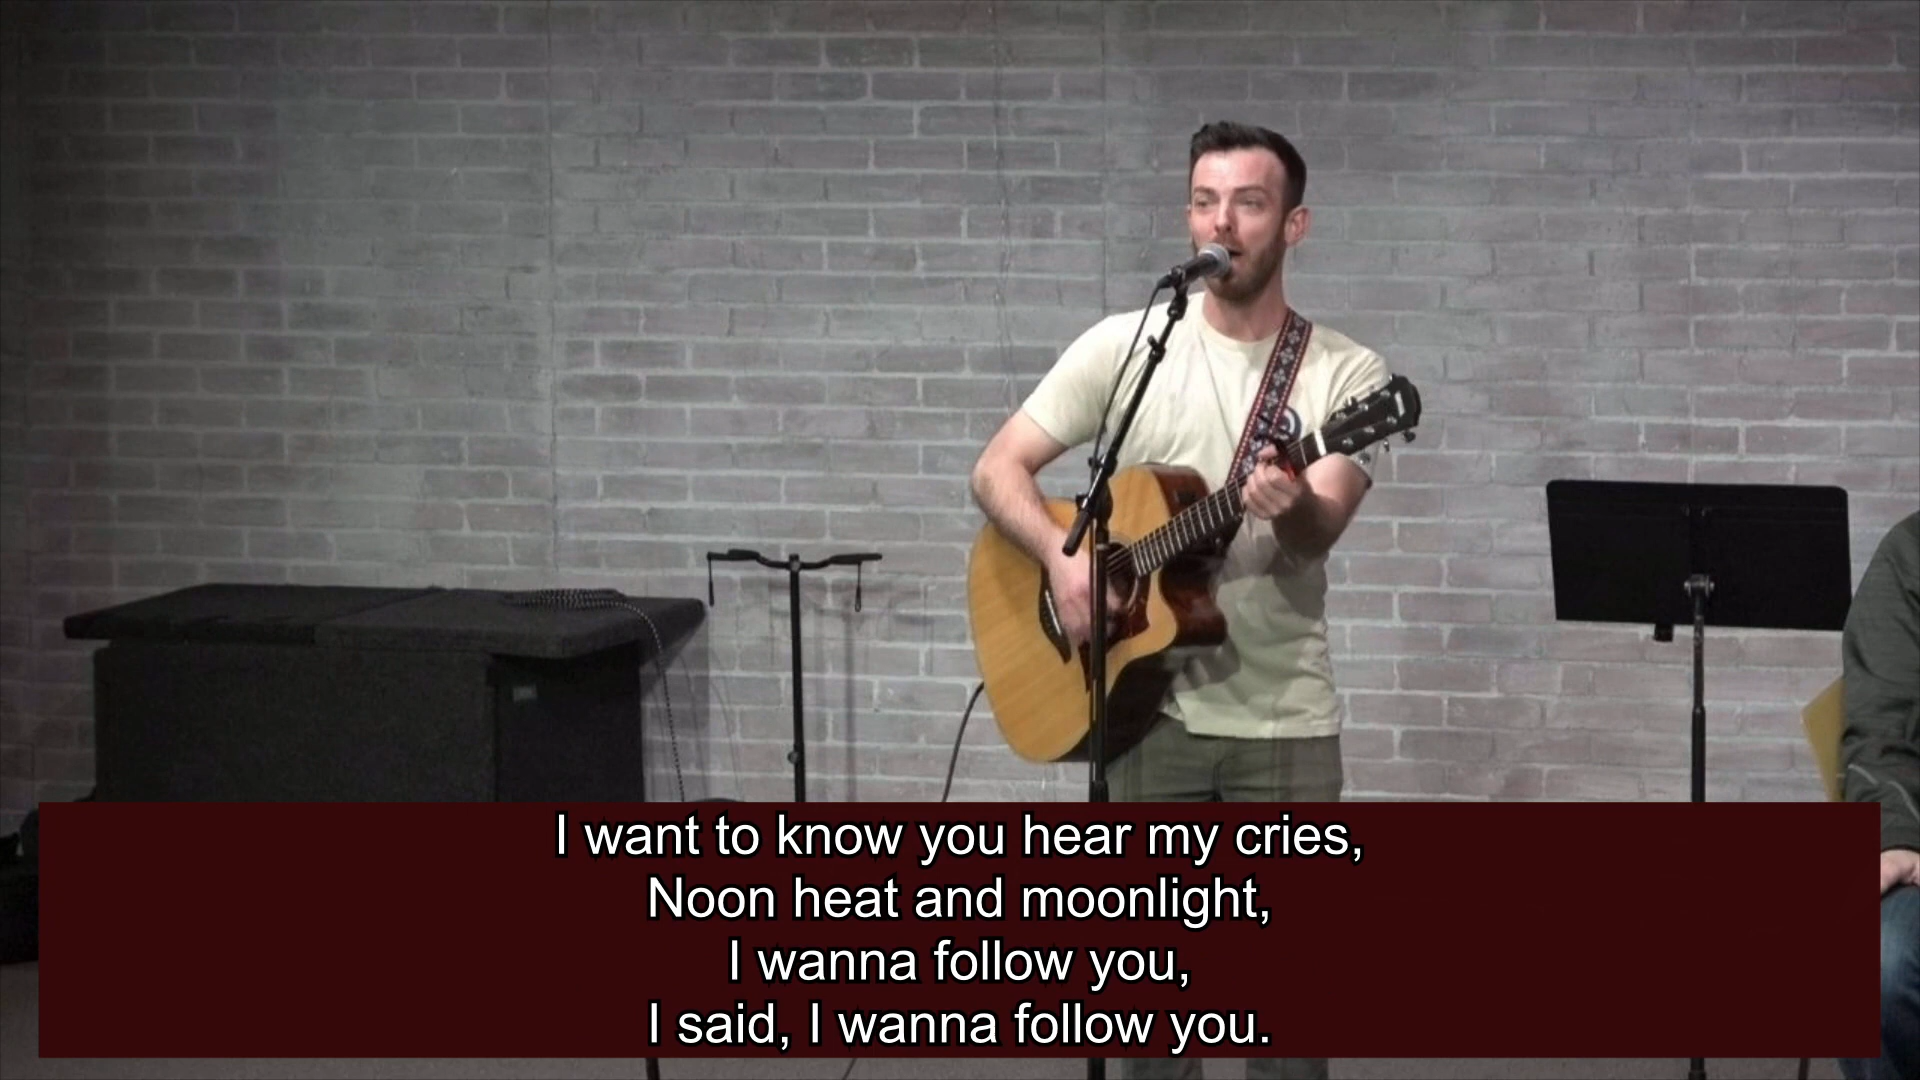 I want to know you hear my cries,
Noon heat and moonlight,
I wanna follow you,
I said, I wanna follow you.